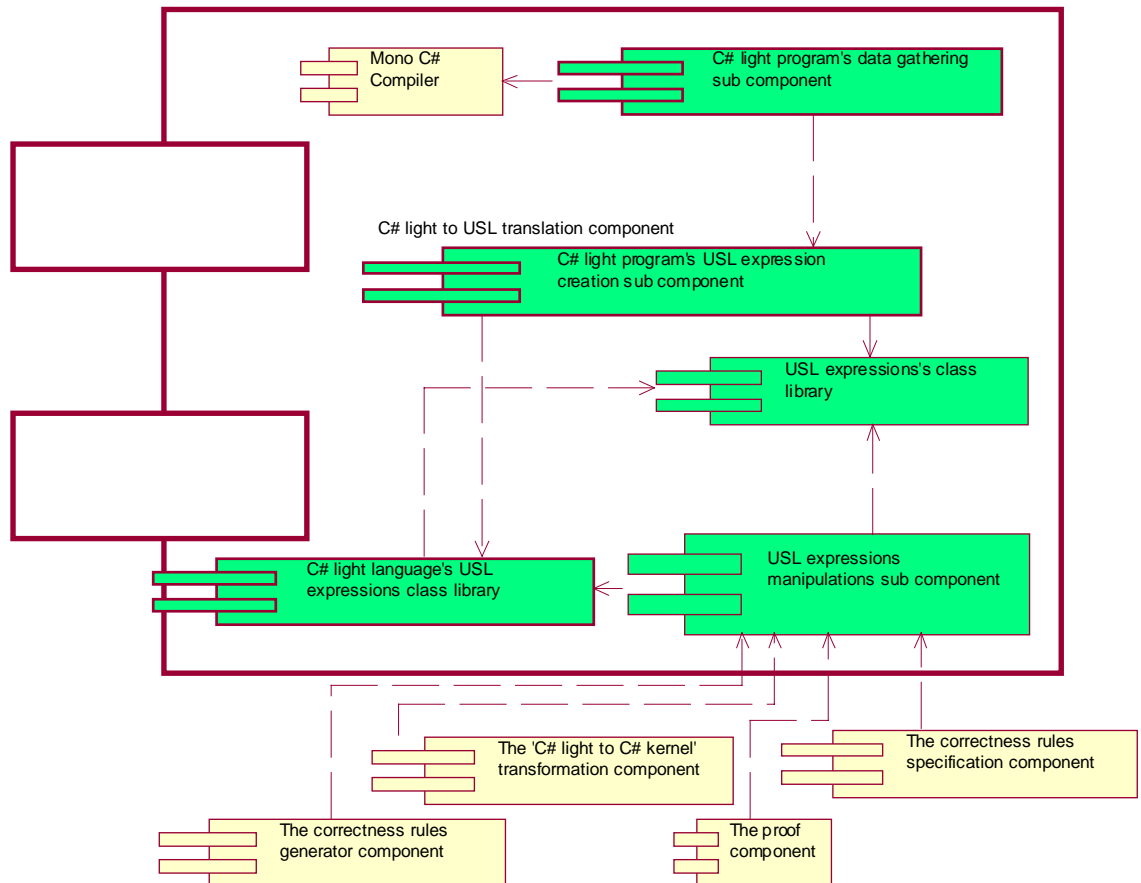 Mono C#
Compiler
C# light program's data gathering
sub component
C# light to USL translation component
C# light program's USL expression
creation sub component
USL expressions's class
library
C# light language's USL
expressions class library
USL expressions
manipulations sub component
The 'C# light to C# kernel'
transformation component
The correctness rules
specification component
The correctness rules
generator component
The proof
component